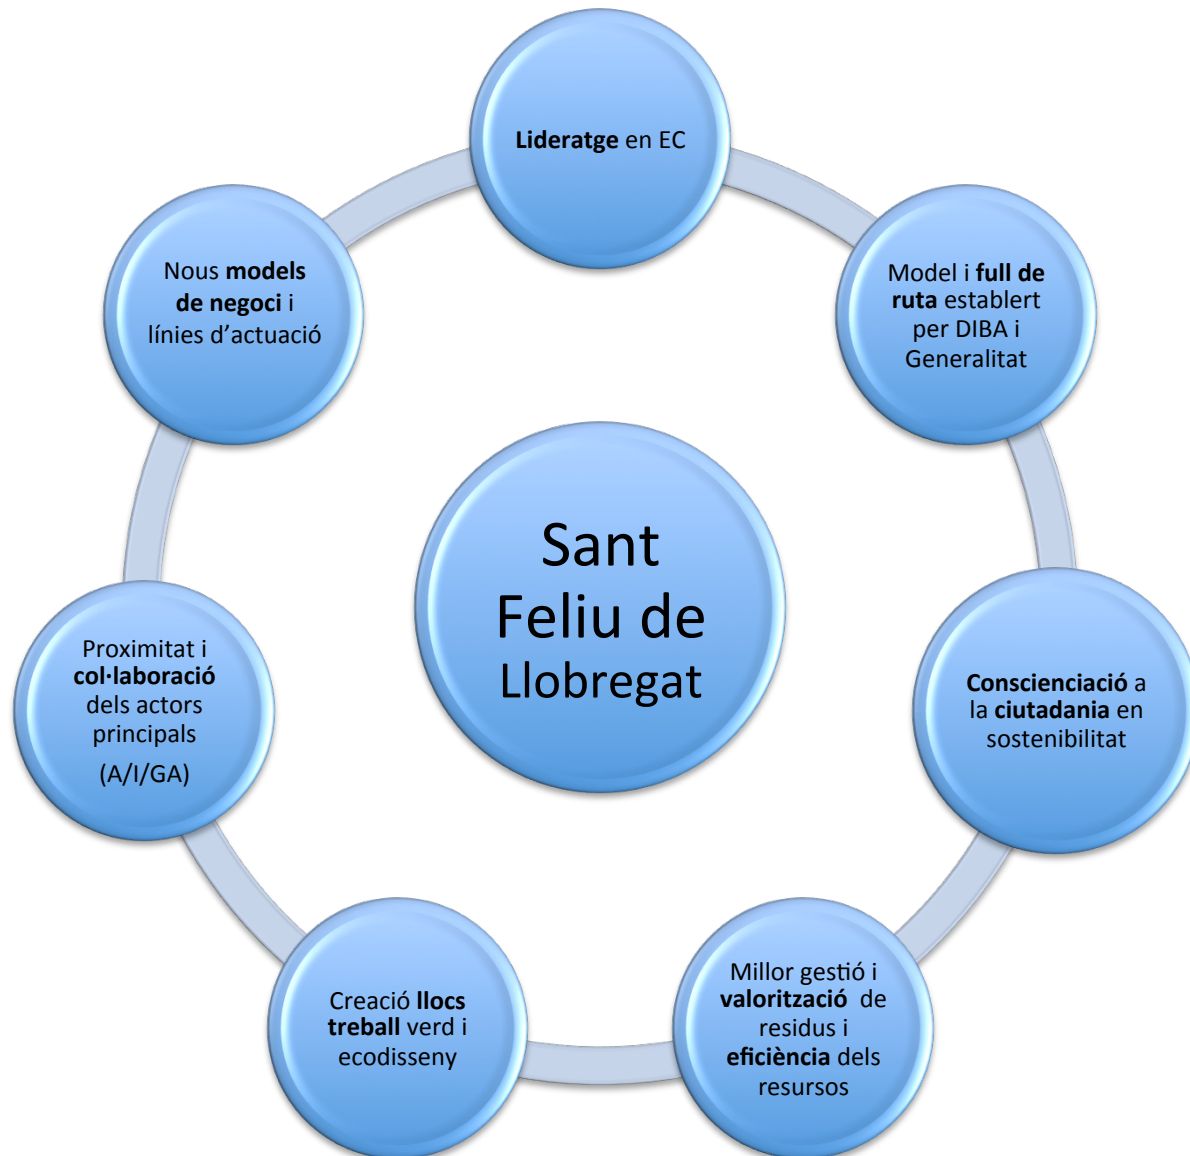 Lideratge en EC
Model i full de
ruta establert
per DIBA i
Generalitat
Conscienciació a
la ciutadania en
sostenibilitat
Millor gestió i
valorització de
residus i
eficiència dels
resursos
Creació llocs
treball verd i
ecodisseny
Proximitat i
col·laboració
dels actors
principals
(A/I/GA)
Nous models
de negoci i
línies d’actuació
Sant
Feliu de
Llobregat